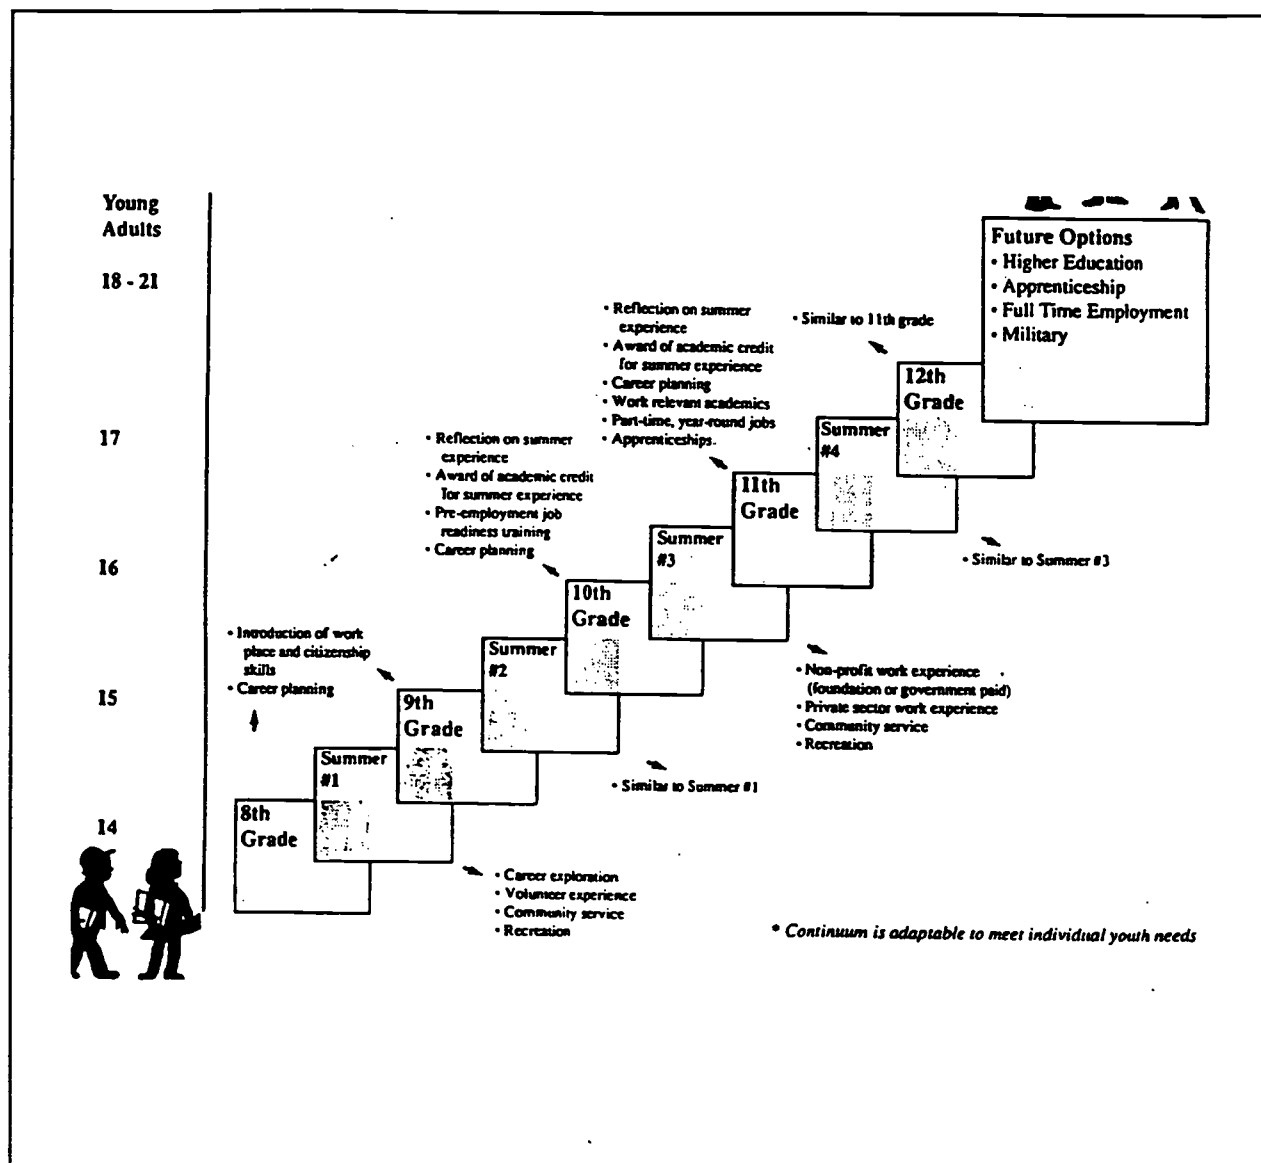 Young
Adults
18 - 21
17
16
15
14
8th
Grade
Summer
#1
9th
Grade
Summer
#2
10th
Grade
Summer
#3
11th
Grade
Summer
#4
12th
Grade
Future Options
• Higher Education
• Apprenticeship
• Full Time Employment
• Military
• Introduction of work
place and citizenship
skills
• Career planning
• Career exploration
• Volunteer experience
• Community service
• Recreation
• Similar to Summer #1
• Reflection on summer
experience
• Award of academic credit
for summer experience
• Pre-employment job
readiness training
• Career planning
• Non-profit work experience
(foundation or government paid)
• Private sector work experience
• Community service
• Recreation
• Reflection on summer
experience
• Award of academic credit
for summer experience
• Career planning
• Work relevant academics
• Part-time, year-round jobs
• Apprenticeships
• Similar to Summer #3
• Similar to 11th grade
* Continuum is adaptable to meet individual youth needs